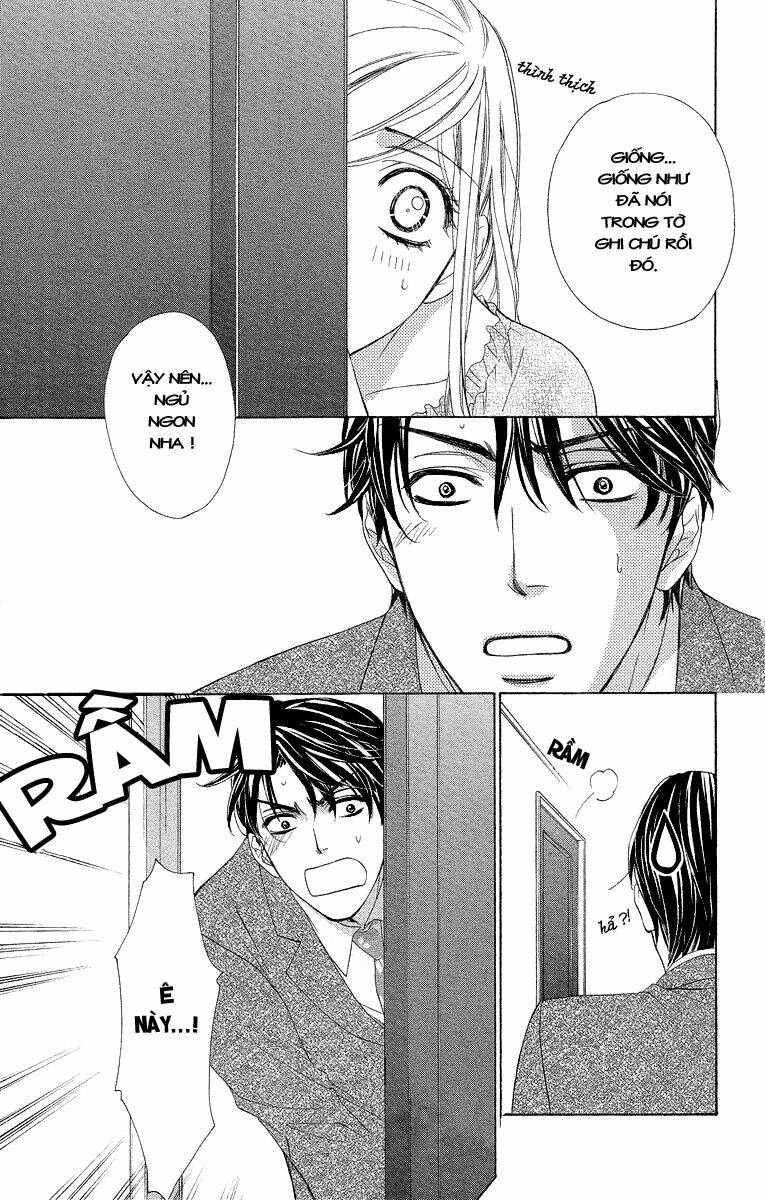 thình thịch
GIỐNG...
GIỐNG NHƯ
ĐÃ NÓI
TRONG TỜ
GHI CHÚ RỒI
ĐÓ.
VẬY NÊN...
NGỦ
NGON
NHA !
RẦM
hả ?!
RẦM
Ê
NÀY...!